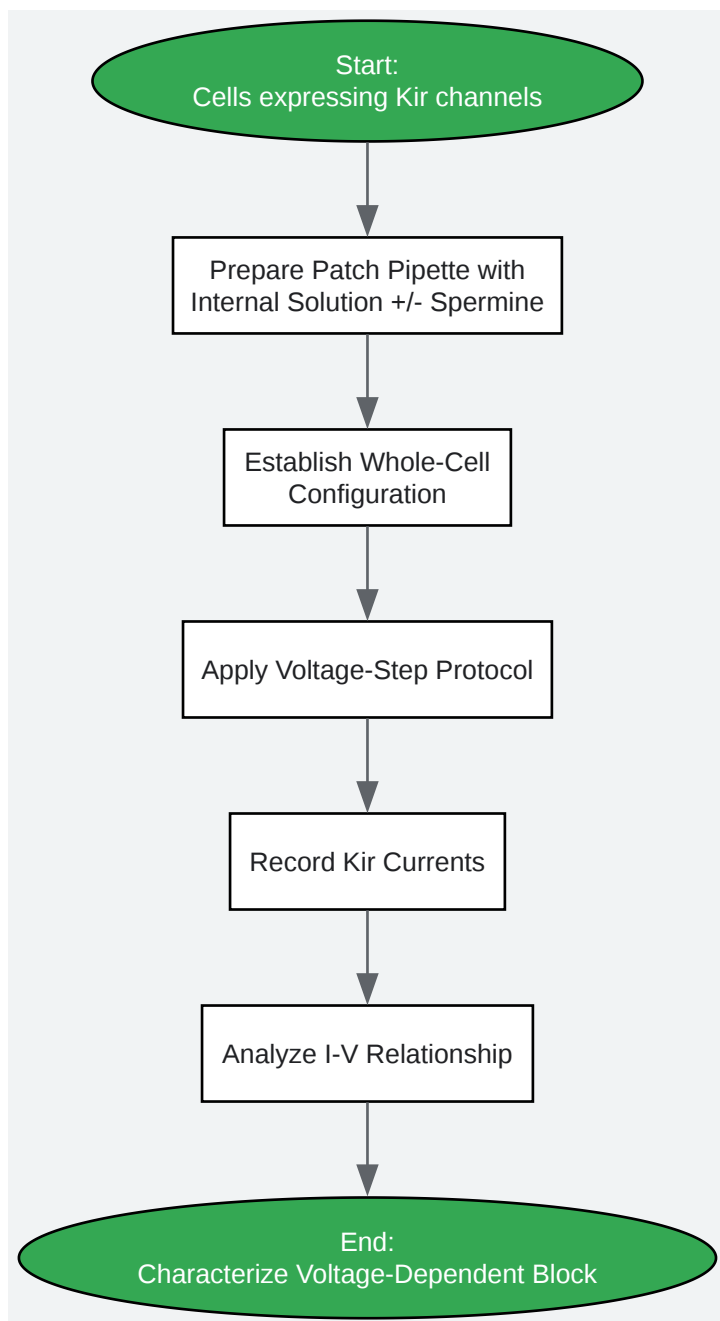 Start:
Cells expressing Kir channels
Prepare Patch Pipette with
Internal Solution +/- Spermine
Establish Whole-Cell
Configuration
Apply Voltage-Step Protocol
Record Kir Currents
Analyze I-V Relationship
End:
Characterize Voltage-Dependent Block